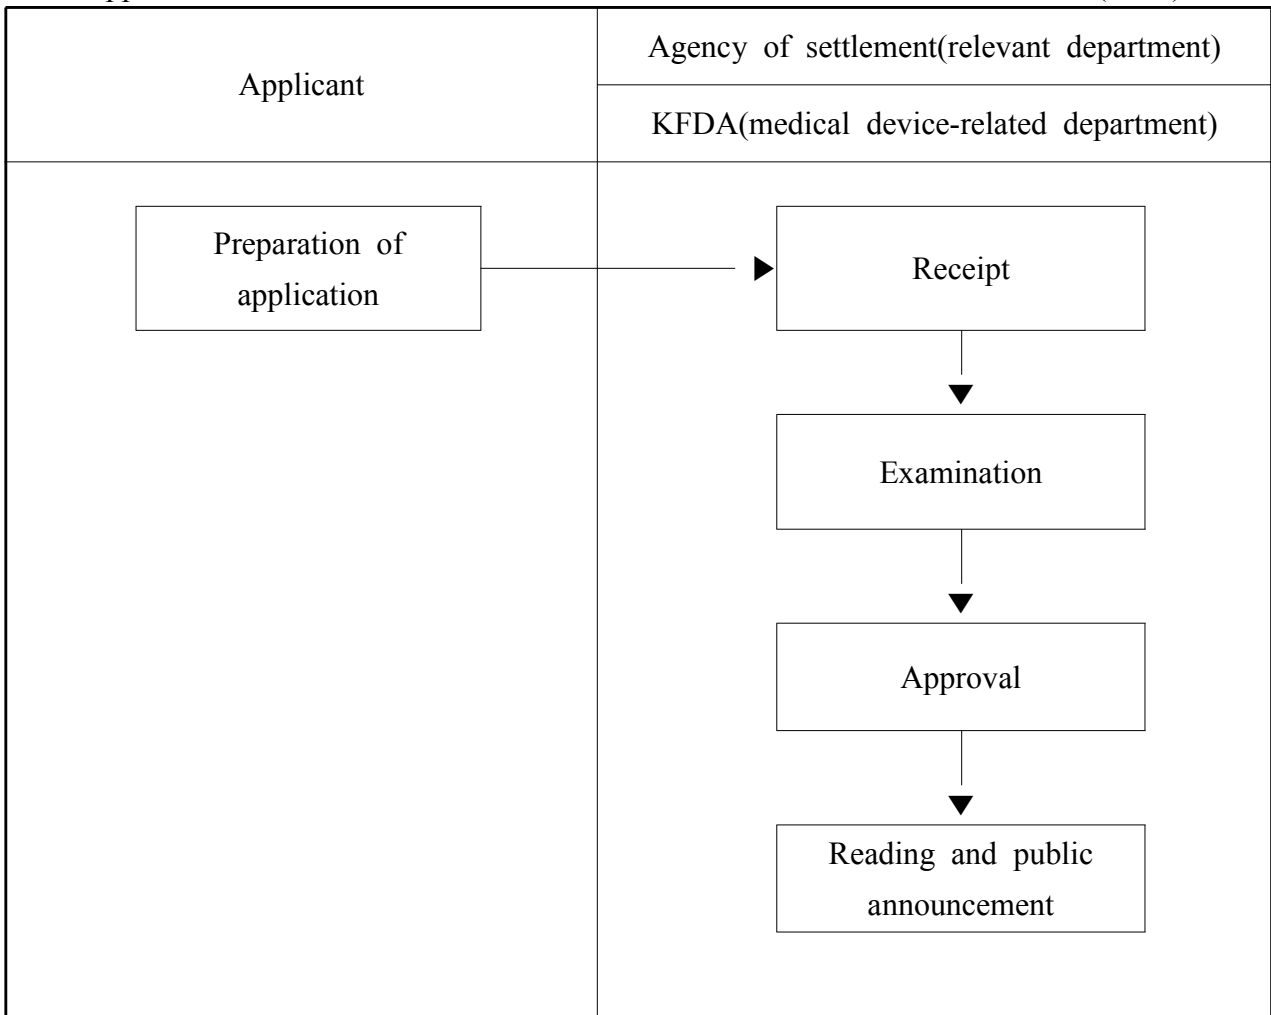 Applicant
Agency of settlement(relevant department)
KFDA(medical device-related department)
Preparation of
application
Receipt
Examination
Approval
Reading and public
announcement